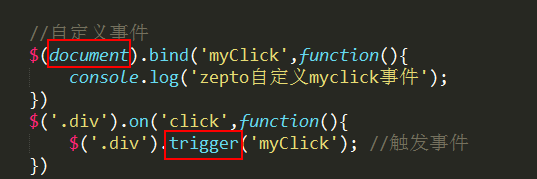 //自定义事件
$(document).bind('myClick',function(){
    console.log('zepto自定义myclick事件');
})
$('.div').on('click',function(){
    $('.div').trigger('myClick'); //触发事件
})